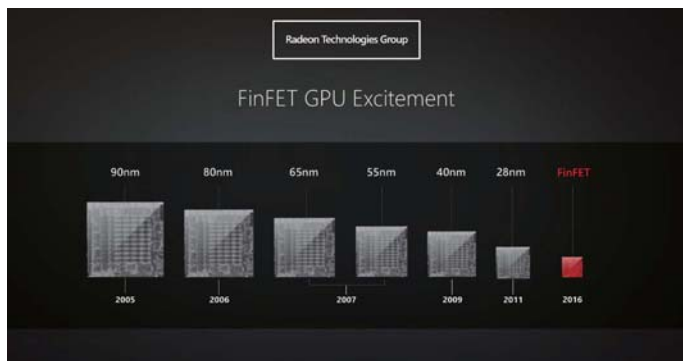 Radeon Technologies Group
FinFET GPU Excitement
90nm 80nm 65nm 55nm 40nm 28nm FinFET
2005 2006 2007 2009 2011 2016